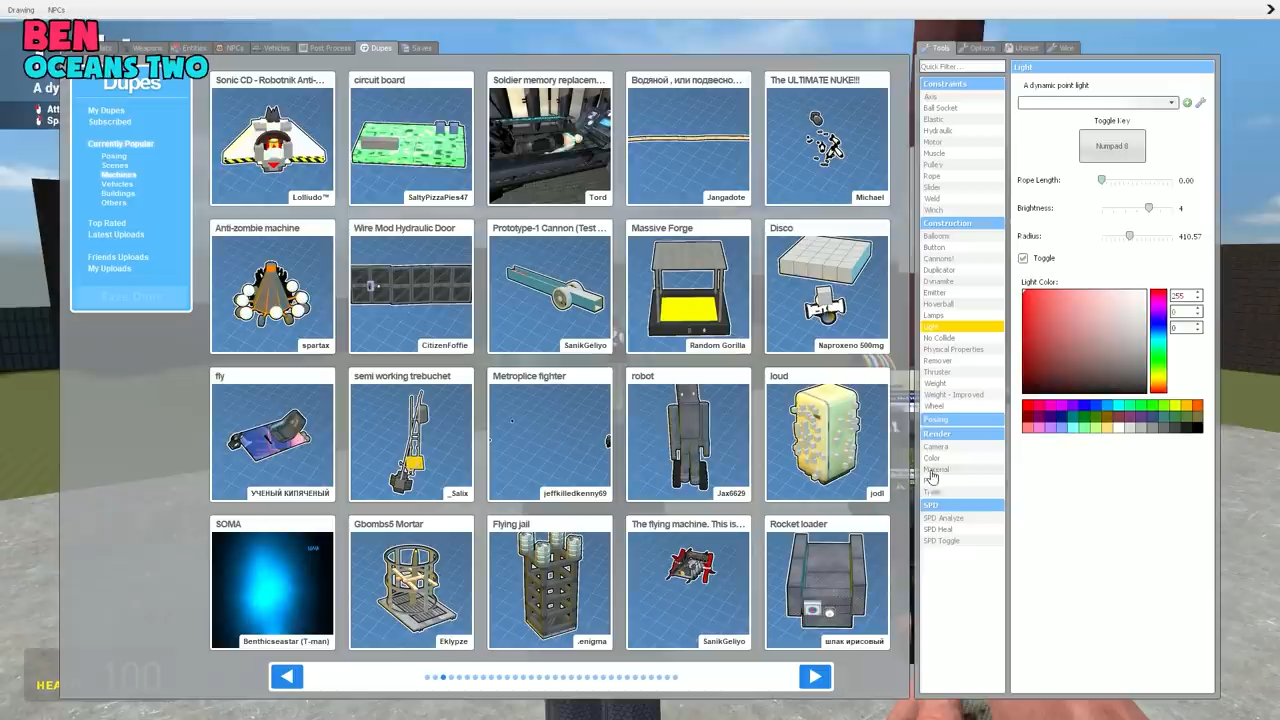 Drawing NPCs
BEN
OCEANS TWO
Weapons Entities NPCs Vehicles Post Process Dupes Saves
Dupes
My Dupes
Subscribed
Currently Popular
Posing
Scenes
Machines
Vehicles
Buildings
Others
Top Rated
Latest Uploads
Friends Uploads
My Uploads
Sonic CD - Robotnik Anti-...
Lolliudo™
circuit board
SaltyPizzaPies47
Soldier memory replacem...
Tord
Водяной , или подвесно...
Jangadote
The ULTIMATE NUKE!!!
Michael
Anti-zombie machine
spartax
Wire Mod Hydraulic Door
CitizenFoffie
Prototype-1 Cannon (Test ...
SanikGeliyo
Massive Forge
Random Gorilla
Disco
Naproxeno 500mg
fly
УЧЕНЫЙ КИПЯЧЕНЫЙ
semi working trebuchet
_Salix
Metroplice fighter
jeffkilledkenny69
robot
Jax6629
loud
jodl
SOMA
Benthicseastar (T-man)
Gbombs5 Mortar
Eklypze
Flying jail
.enigma
The flying machine. This is...
SanikGeliyo
Rocket loader
шлак ирисовый
Tools Options Utilities Wire
Quick Filter...
Constraints
Axis
Ball Socket
Elastic
Hydraulic
Motor
Muscle
Pulley
Rope
Slider
Weld
Winch
Construction
Balloons
Button
Cannons!
Duplicator
Dynamite
Emitter
Hoverball
Lamps
Light
No Collide
Physical Properties
Remover
Thruster
Weight
Weight - Improved
Wheel
Posing
Render
Camera
Color
Material
SPD
SPD Analyze
SPD Heal
SPD Toggle
Light
A dynamic point light
Toggle Key
Numpad 6
Rope Length: 0.00
Brightness: 4
Radius: 410.57
Toggle
Light Color:
255
0
0
100